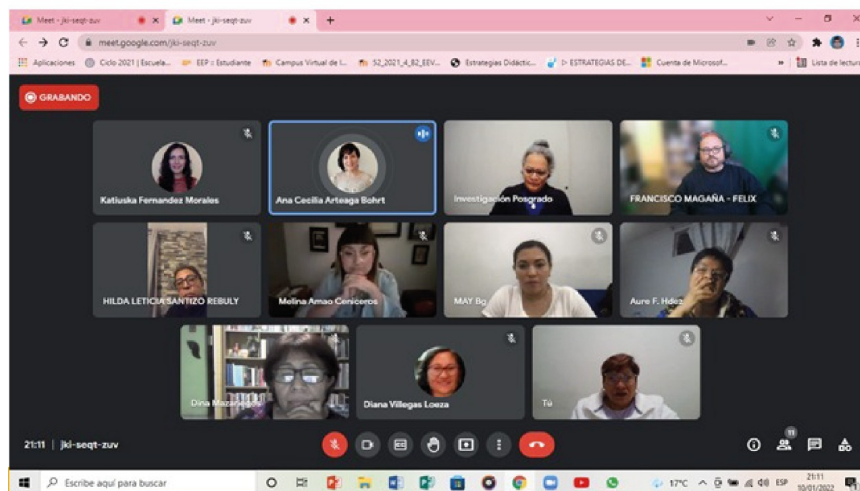 Meet - jki-seqt-zuv
Meet - jki-seqt-zuv
meet.google.com/jki-seqt-zuv
Aplicaciones
Ciclo 2021 | Escuela...
EEP :: Estudiante
Campus Virtual de l...
S2_2021_4_B2_EEV...
Estrategias Didáctic...
▷ ESTRATEGIAS DE...
Cuenta de Microsof...
»
Lista de lectura
GRABANDO
Katiuska Fernandez Morales
Ana Cecilia Arteaga Bohrt
Investigación Posgrado
FRANCISCO MAGAÑA - FELIX
HILDA LETICIA SANTIZO REBULY
Melina Amao Ceniceros
MAY Bg
Aure F. Hdez
Diana Villegas Loeza
Tú
21:11 | jki-seqt-zuv
11
Escribe aquí para buscar
17°C
ESP
21:11
10/01/2022